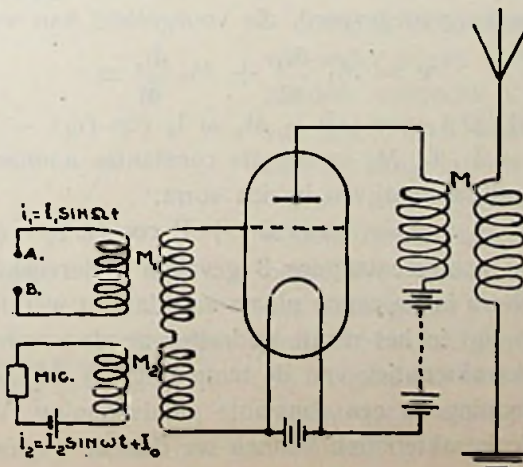 M.
i₁=I₁SINΩt
A.
M₁
B.
M₂
MIC.
i₂=I₂SINωt+I₀